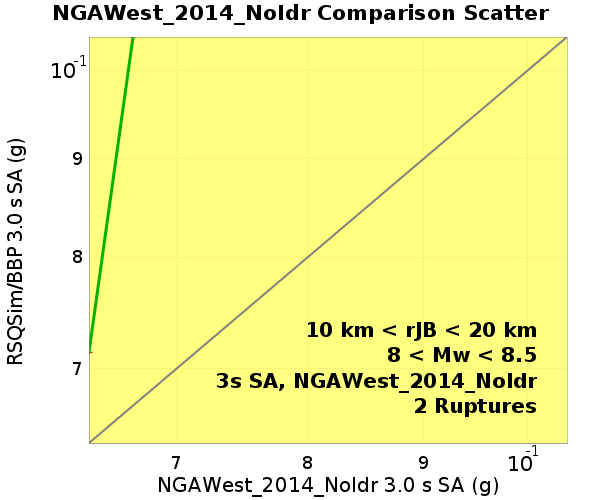 NGAWest_2014_NoIdr Comparison Scatter
RSQSim/BBP 3.0 s SA (g)
10-1
9
8
7
10 km < rJB < 20 km
8 < Mw < 8.5
3s SA, NGAWest_2014_NoIdr
2 Ruptures
7 8 9 10-1
NGAWest_2014_NoIdr 3.0 s SA (g)